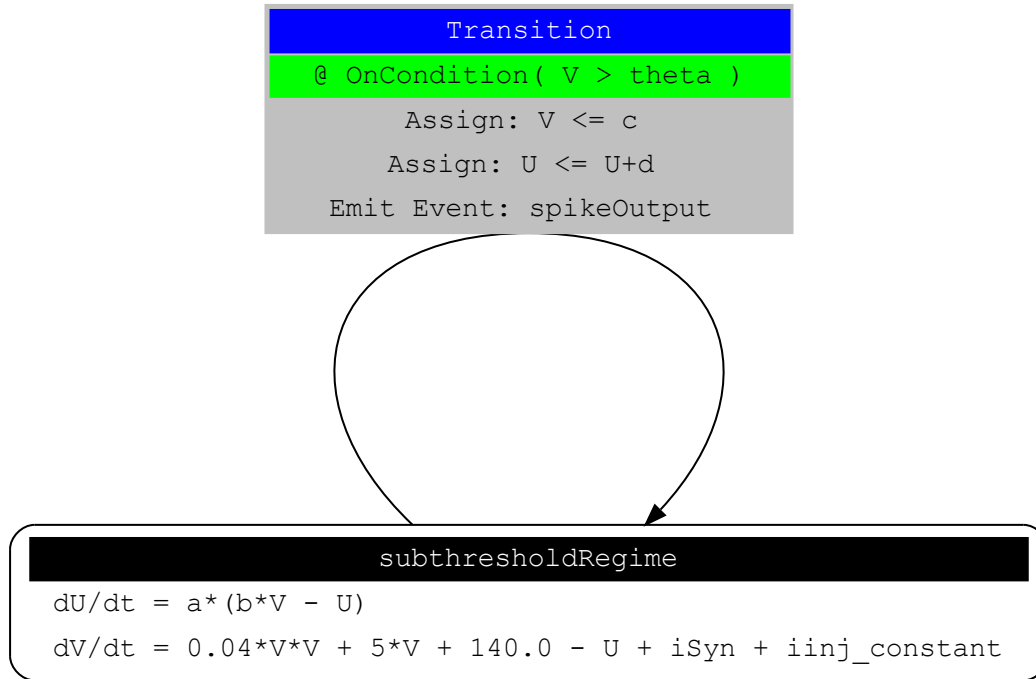 Transition
@ OnCondition( V > theta )
Assign: V <= c
Assign: U <= U+d
Emit Event: spikeOutput
subthresholdRegime
dU/dt = a*(b*V - U)
dV/dt = 0.04*V*V + 5*V + 140.0 - U + iSyn + iinj_constant